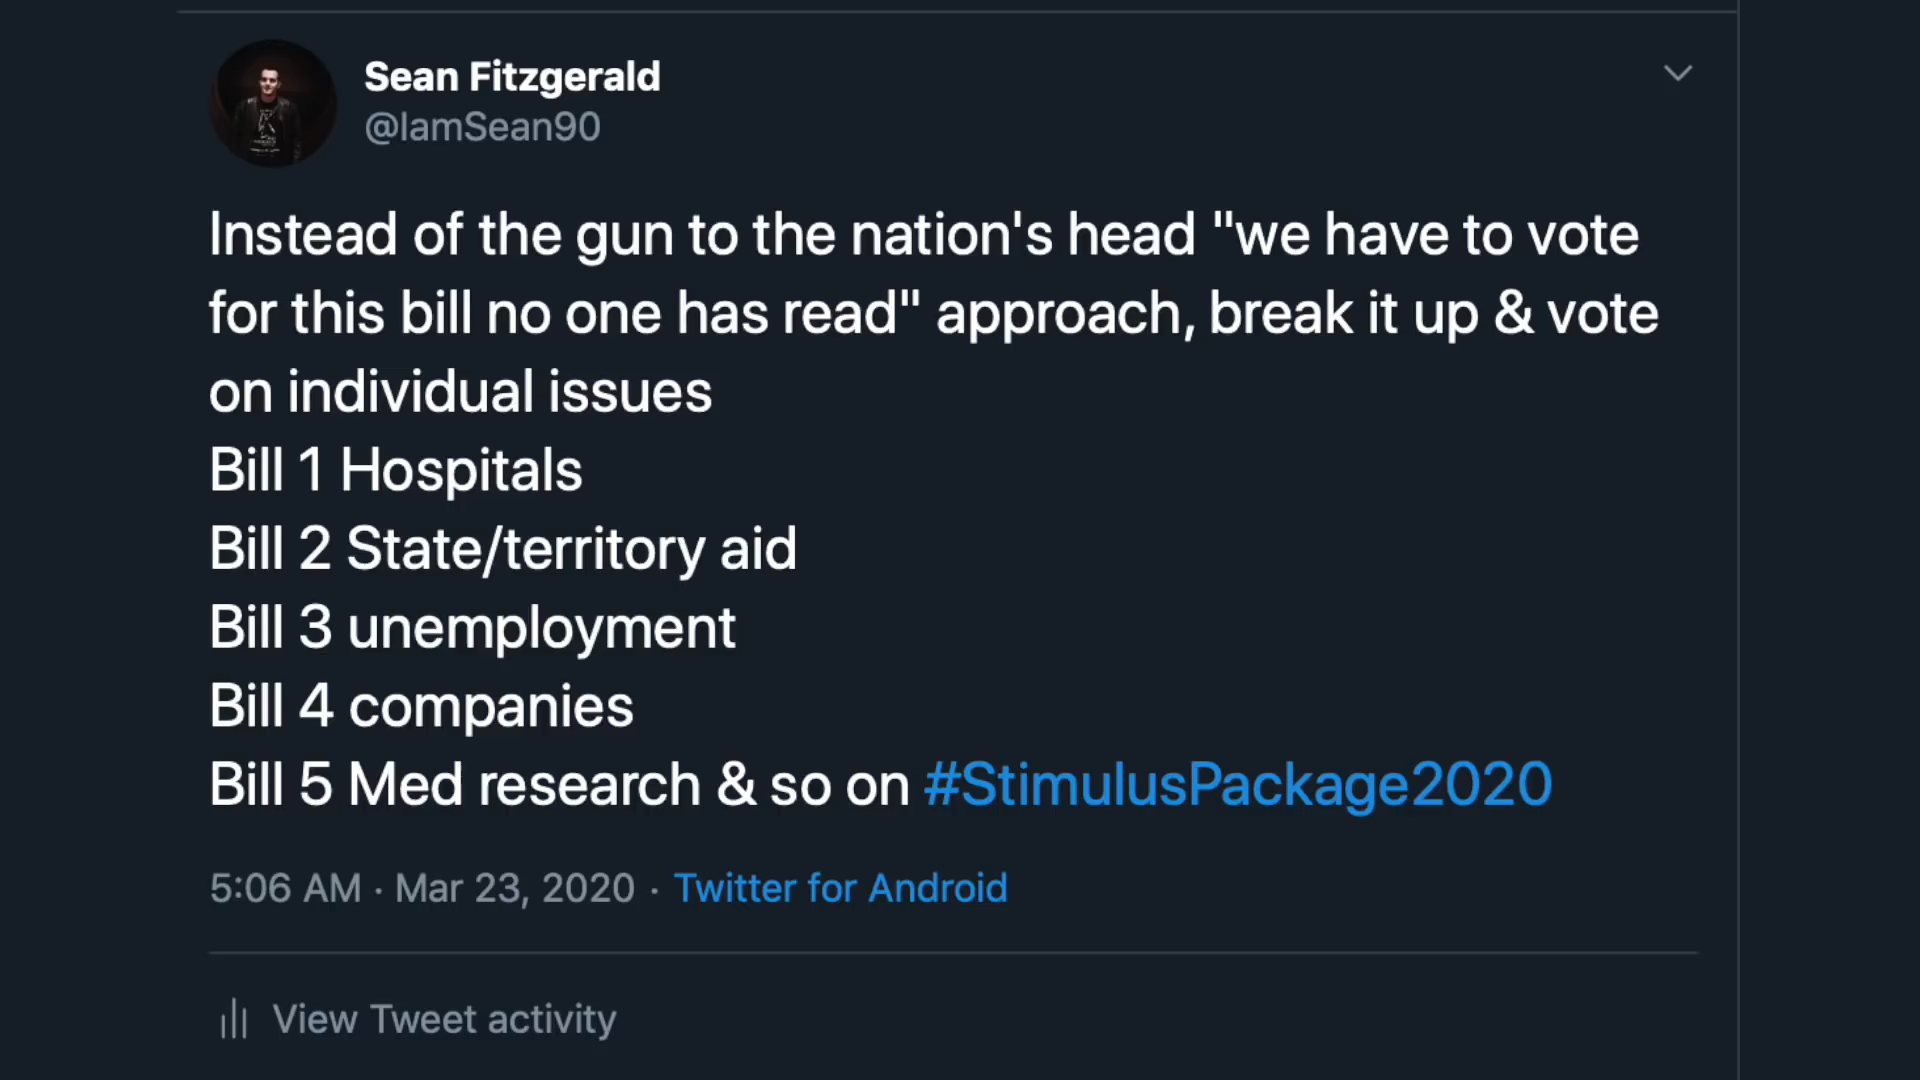 Sean Fitzgerald
@IamSean90
Instead of the gun to the nation's head "we have to vote
for this bill no one has read" approach, break it up & vote
on individual issues
Bill 1 Hospitals
Bill 2 State/territory aid
Bill 3 unemployment
Bill 4 companies
Bill 5 Med research & so on #StimulusPackage2020
5:06 AM · Mar 23, 2020 · Twitter for Android
View Tweet activity